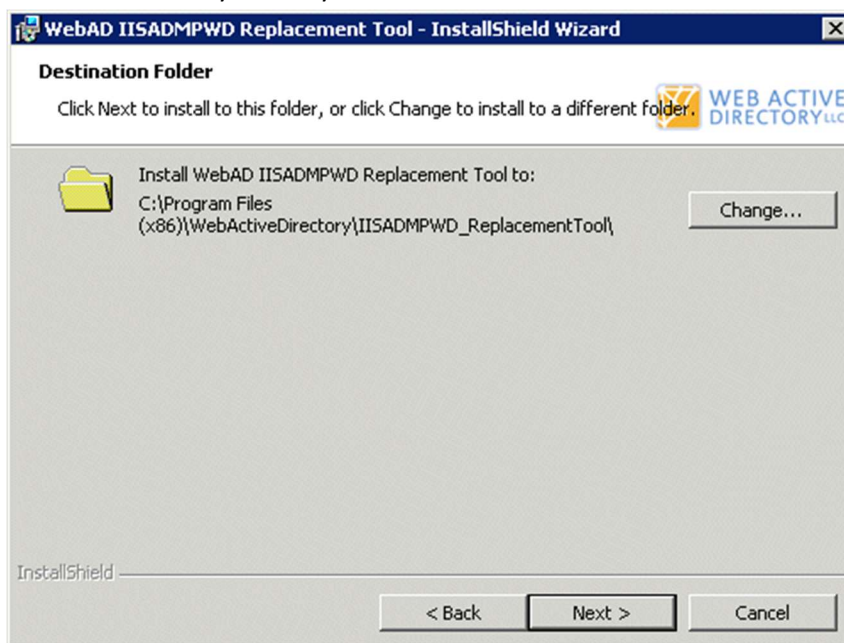 WebAD IISADMPWD Replacement Tool - InstallShield Wizard
Destination Folder
Click Next to install to this folder, or click Change to install to a different folder.
WEB ACTIVE
DIRECTORY LLC
Install WebAD IISADMPWD Replacement Tool to:
C:\Program Files
(x86)\WebActiveDirectory\IISADMPWD_ReplacementTool\
Change...
InstallShield
< Back
Next >
Cancel